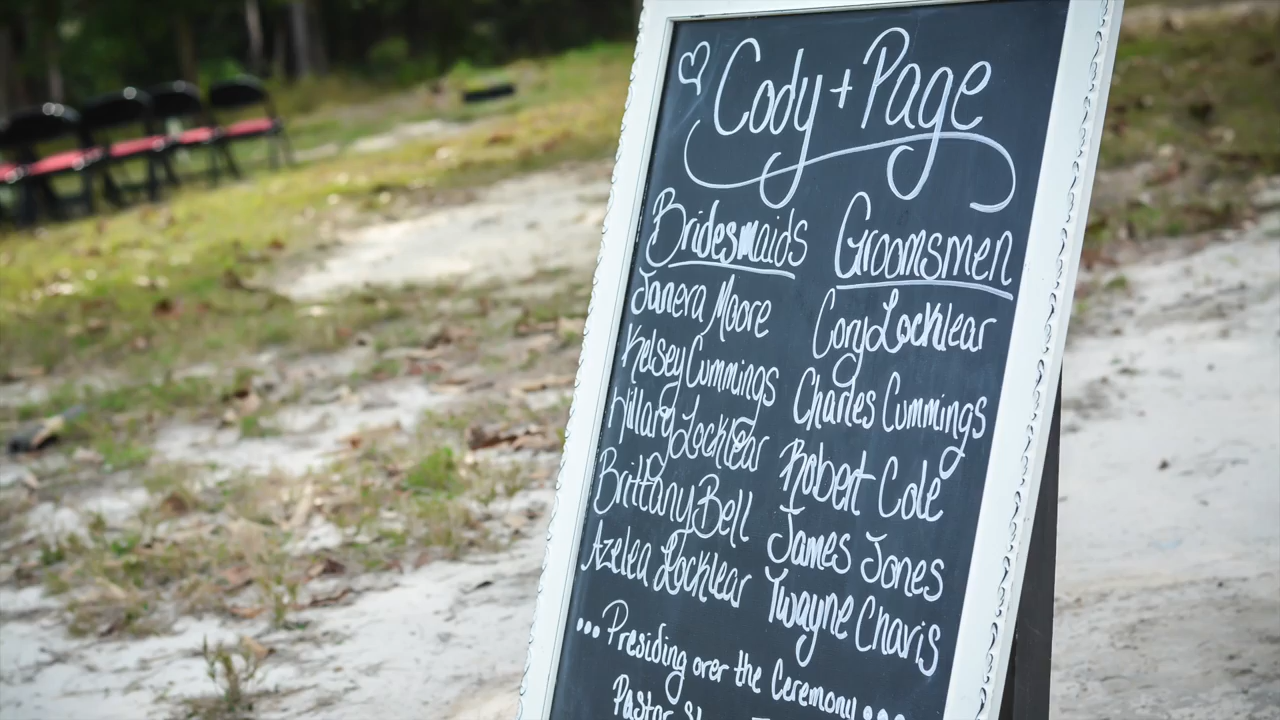 Cody + Page
Bridesmaids
Janera Moore
Kelsey Cummings
Hillary Locklear
Brittany Bell
Azelea Locklear
Groomsmen
Cory Locklear
Charles Cummings
Robert Cole
James Jones
Twayne Chavis
•••Presiding over the Ceremony•••
Pastor